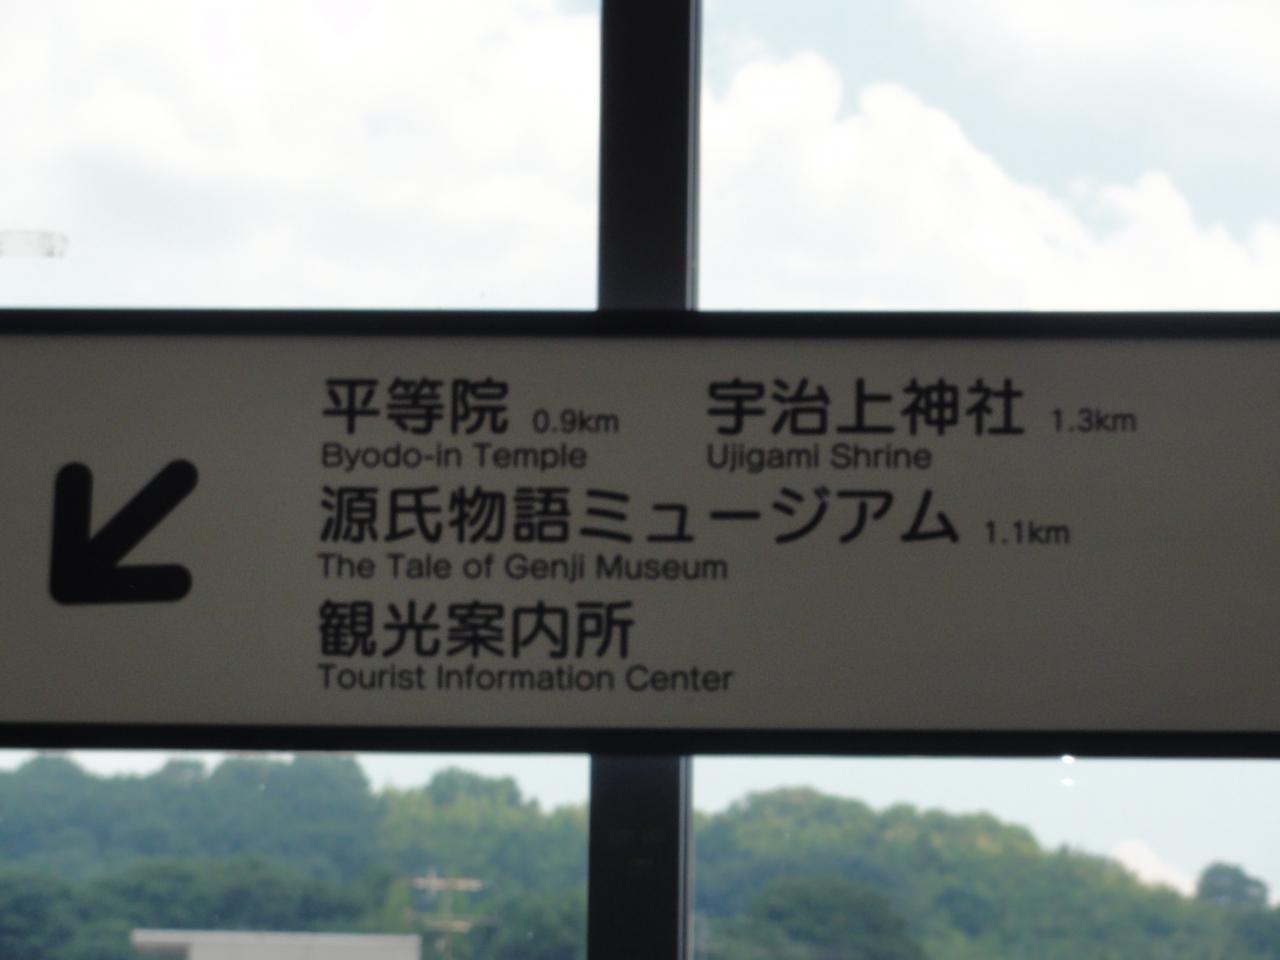 平等院 0.9km 宇治上神社 1.3km
Byodo-in Temple Ujigami Shrine
源氏物語ミュージアム 1.1km
The Tale of Genji Museum
観光案内所
Tourist Information Center